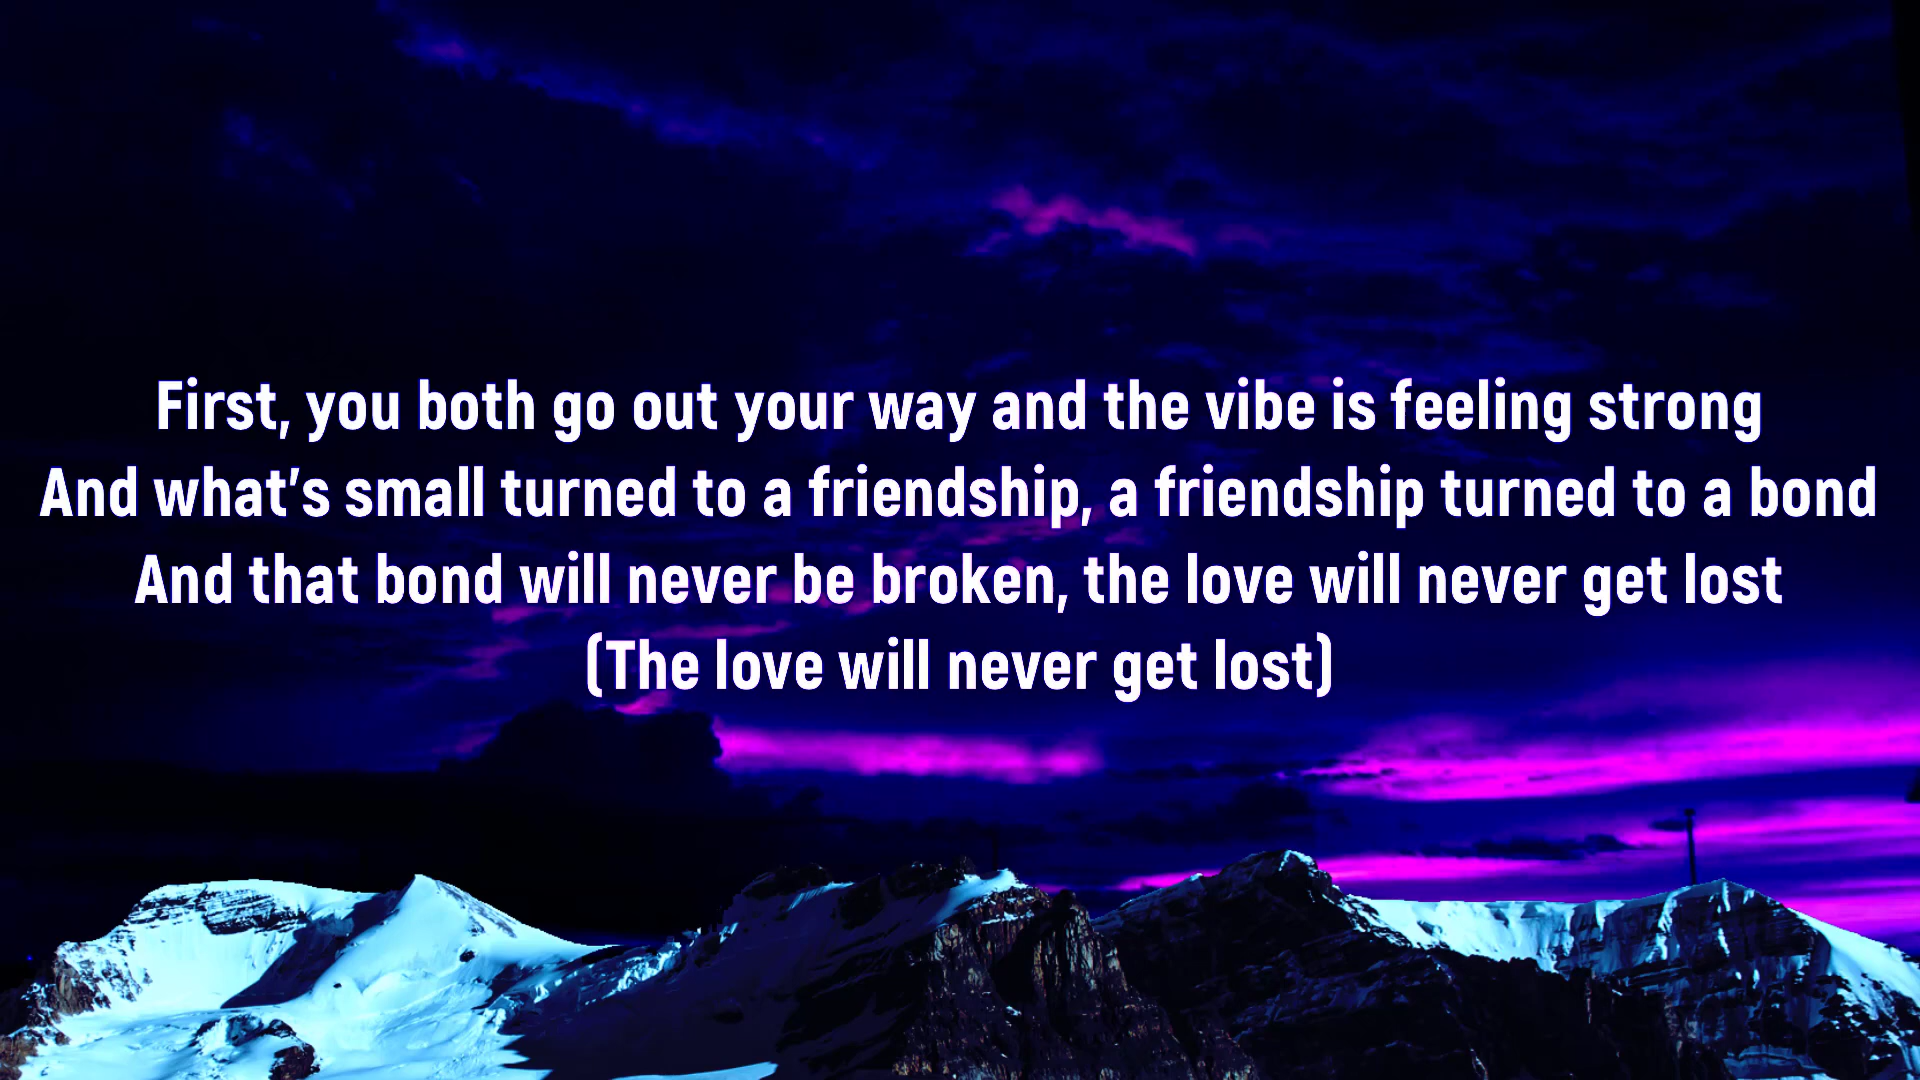 First, you both go out your way and the vibe is feeling strong
And what's small turned to a friendship, a friendship turned to a bond
And that bond will never be broken, the love will never get lost
(The love will never get lost)